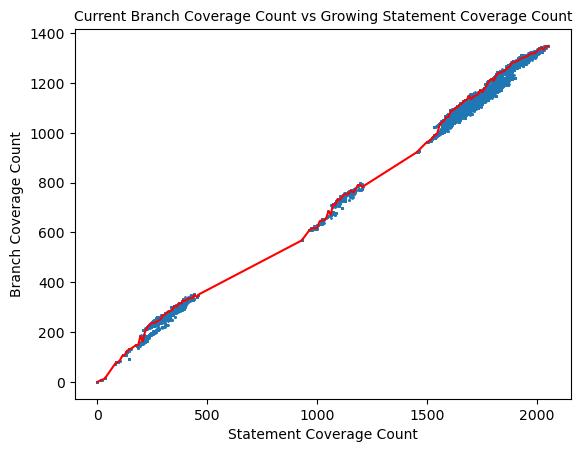 Current Branch Coverage Count vs Growing Statement Coverage Count
1400
1200
1000
800
600
400
200
0
Branch Coverage Count
0 500 1000 1500 2000
Statement Coverage Count